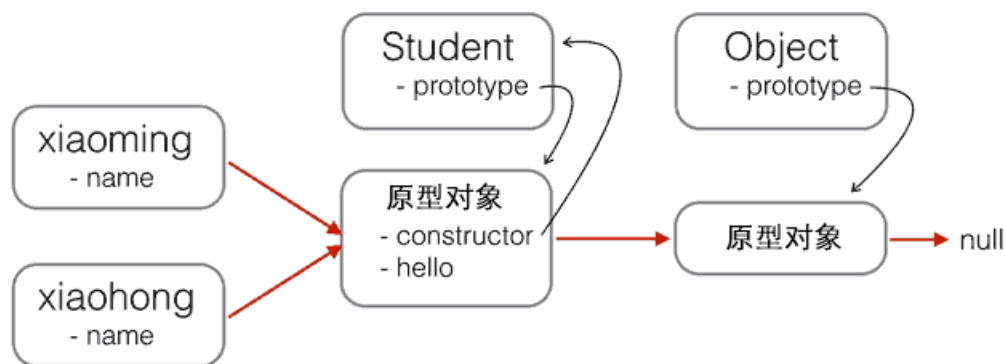 Student
- prototype
Object
- prototype
xiaoming
- name
原型对象
- constructor
- hello
原型对象
null
xiaohong
- name